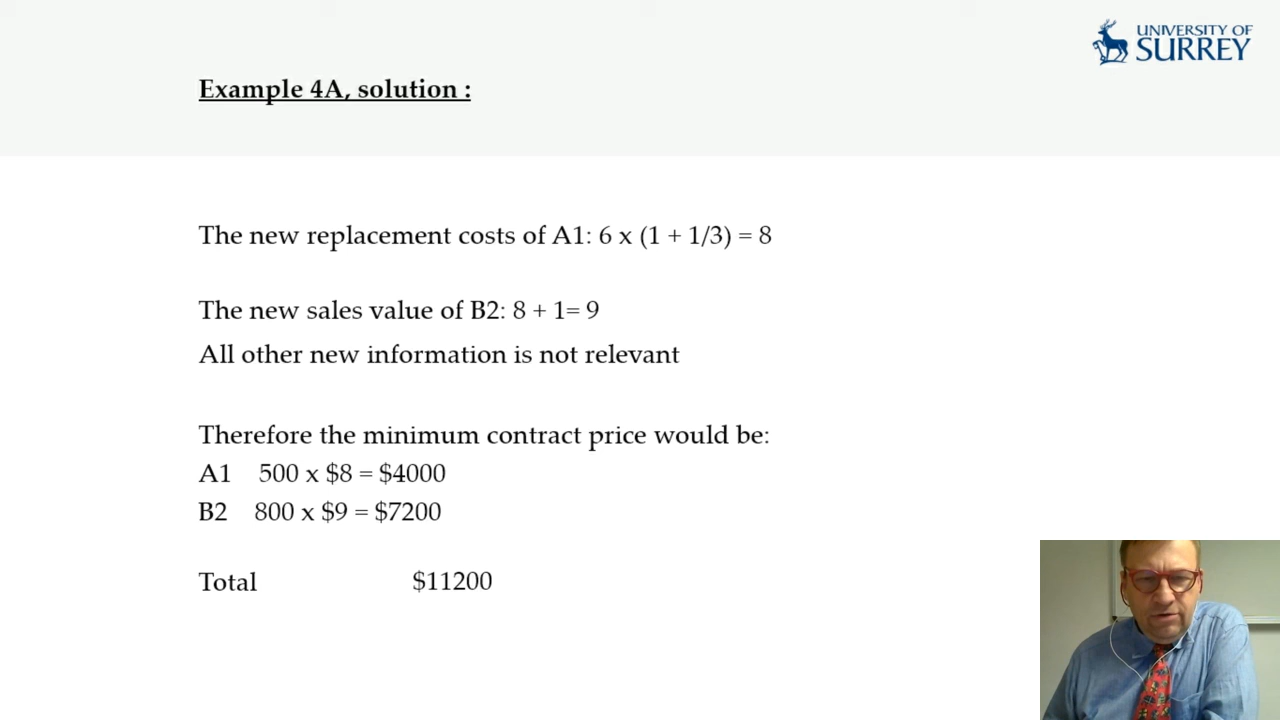 UNIVERSITY OF
SURREY
Example 4A, solution :
The new replacement costs of A1: 6 x (1 + 1/3) = 8
The new sales value of B2: 8 + 1= 9
All other new information is not relevant
Therefore the minimum contract price would be:
A1 500 x $8 = $4000
B2 800 x $9 = $7200
Total $11200